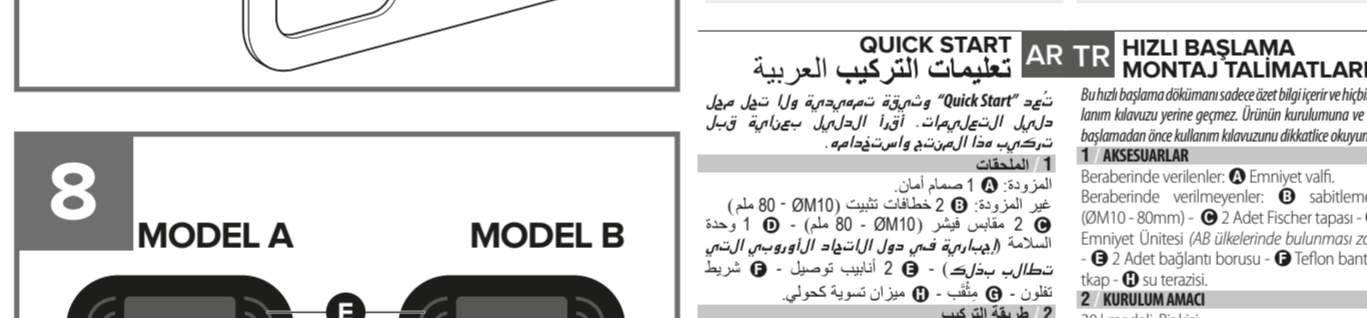 8
MODEL A
MODEL B
E
QUICK START
تعليمات التركيب العربية
AR
تُعد "Quick Start" وثيقة تمهيدية ولا تحل محل
دليل التعليمات. أقرأ الدليل بعناية قبل
تركيب هذا المنتج واستخدامه.
1 / الملحقات
المزودة: A 1 صمام أمان.
غير المزودة: B 2 خطافات تثبيت (ØM10 - 80 ملم)
C 2 مقابس فيشر (ØM10 - 80 ملم) - D 1 وحدة
السلامة (إجبارية في دول الاتحاد الأوروبي التي
تطالب بذلك) - E 2 أنابيب توصيل - F شريط
تفلون - G مِثْقَب - H ميزان تسوية كحولي.
2 / طريقة التركيب
TR
HIZLI BAŞLAMA
MONTAJ TALİMATLARI
Bu hızlı başlama dökümanı sadece özet bilgi içerir ve hiçbir
lanım kılavuzu yerine geçmez. Ürünün kurulumuna ve
başlamadan önce kullanım kılavuzunu dikkatlice okuyun
1 / AKSESUARLAR
Beraberinde verilenler: A Emniyet valfi.
Beraberinde verilmeyenler: B sabitleme
(ØM10 - 80mm) - C 2 Adet Fischer tapası -
Emniyet Ünitesi (AB ülkelerinde bulunması zo
- E 2 Adet bağlantı borusu - F Teflon bant
tkap - H su terazisi.
2 / KURULUM AMACI